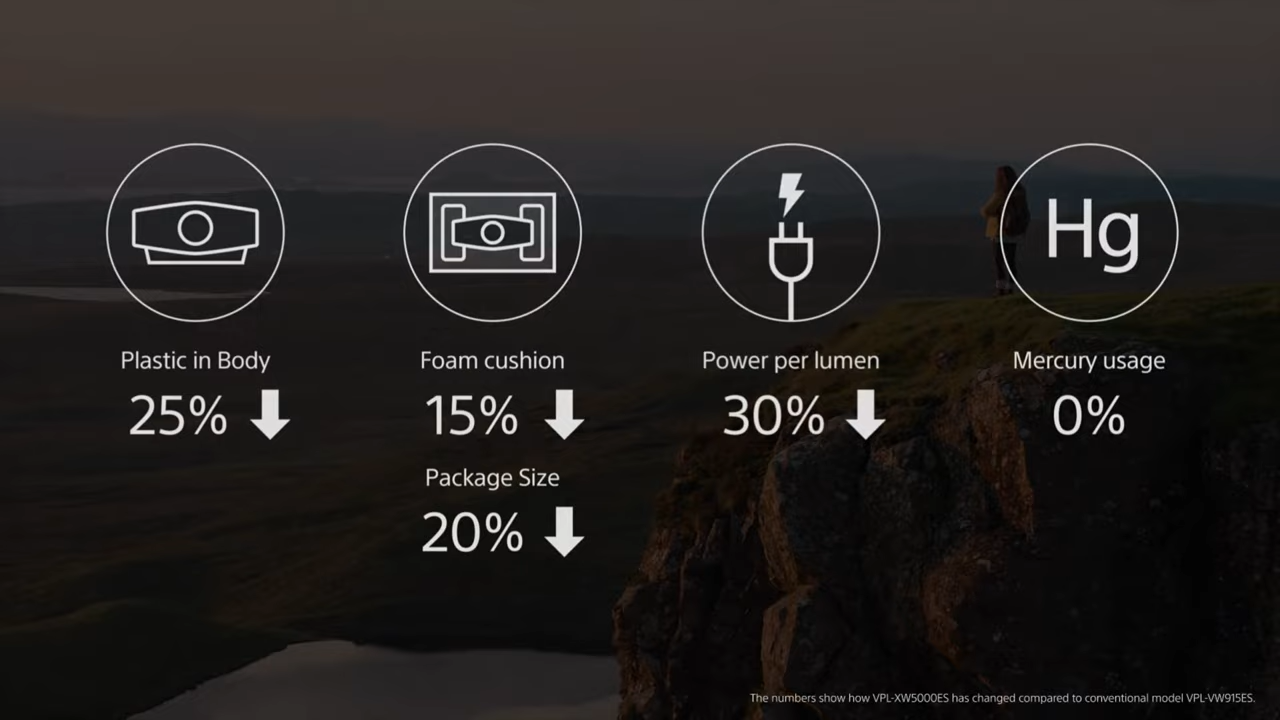 Hg
Plastic in Body
25%
Foam cushion
15%
Package Size
20%
Power per lumen
30%
Mercury usage
0%
The numbers show how VPL-XW5000ES has changed compared to conventional model VPL-VW915ES.